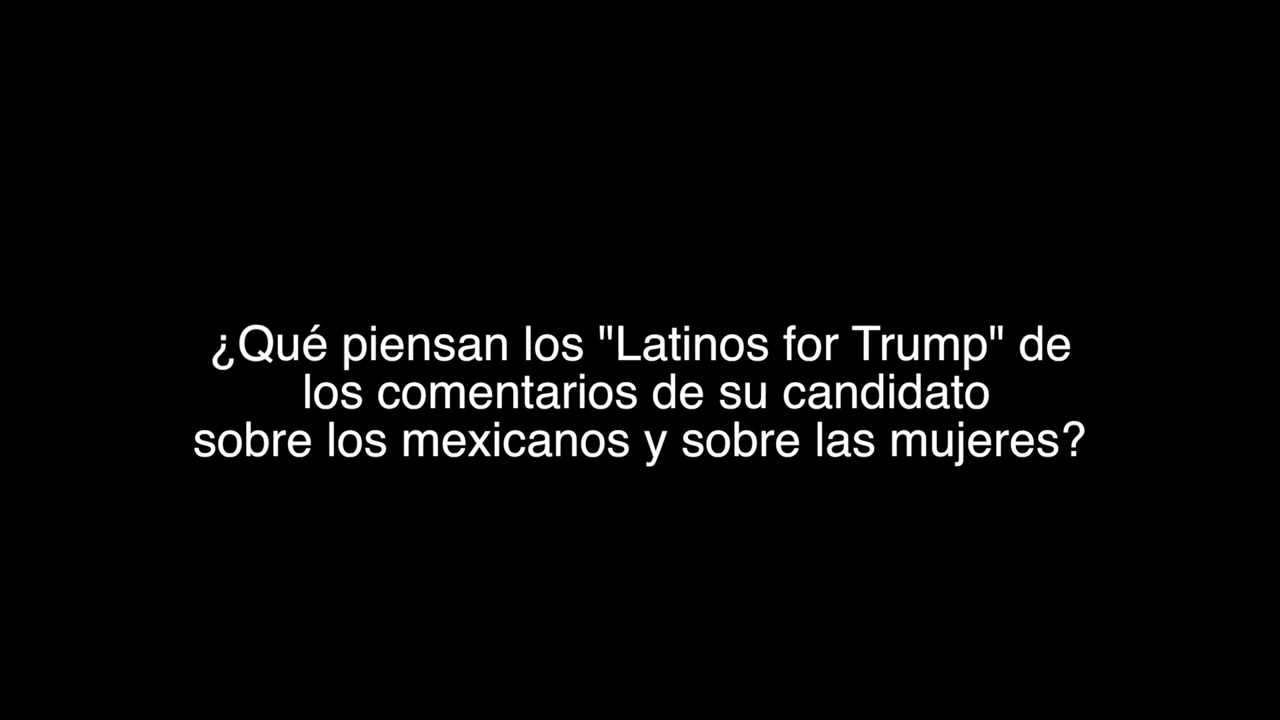 ¿Qué piensan los "Latinos for Trump" de
los comentarios de su candidato
sobre los mexicanos y sobre las mujeres?